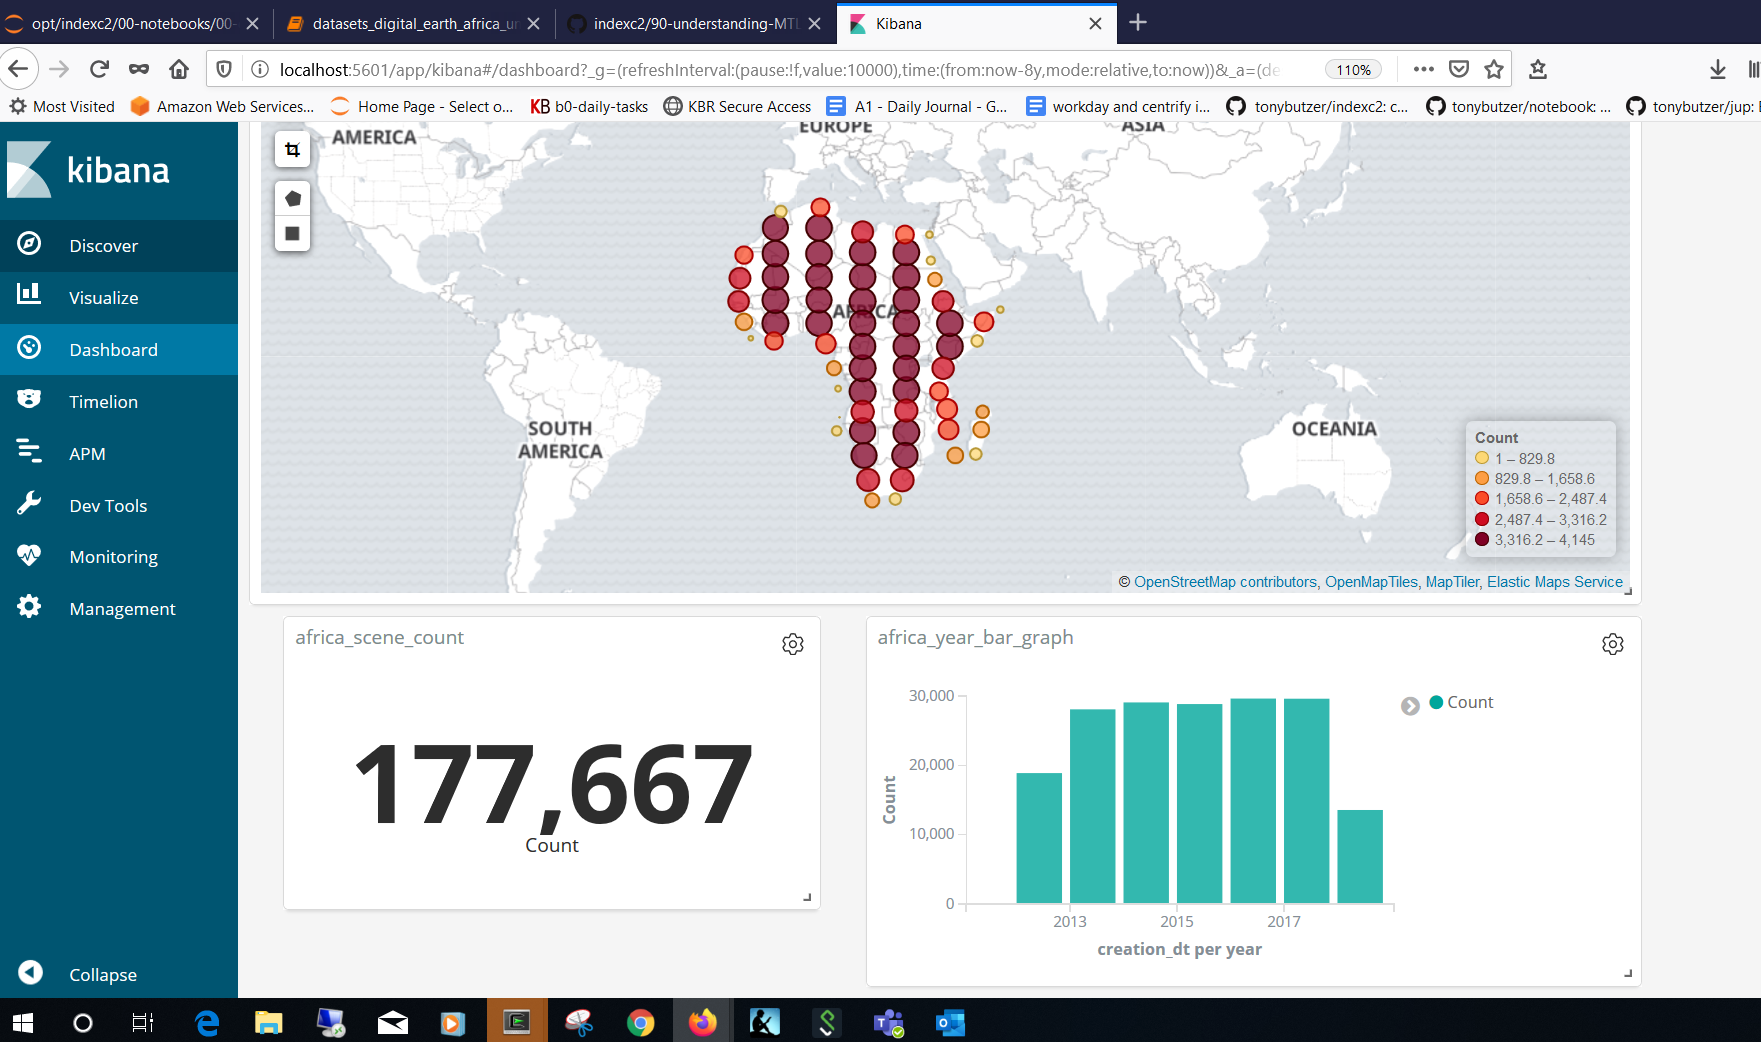 opt/indexc2/00-notebooks/00-
datasets_digital_earth_africa_u
indexc2/90-understanding-MT
Kibana
localhost:5601/app/kibana#/dashboard?_g=(refreshInterval:(pause:!f,value:10000),time:(from:now-8y,mode:relative,to:now))&_a=(de
110%
Most Visited
Amazon Web Services...
Home Page - Select o...
KB b0-daily-tasks
KBR Secure Access
A1 - Daily Journal - G...
workday and centrify i...
tonybutzer/indexc2: c...
tonybutzer/notebook: ...
tonybutzer/jup:
kibana
Discover
Visualize
Dashboard
Timelion
APM
Dev Tools
Monitoring
Management
Collapse
AMERICA
EUROPE
ASIA
AFRICA
SOUTH
AMERICA
OCEANIA
Count
1 – 829.8
829.8 – 1,658.6
1,658.6 – 2,487.4
2,487.4 – 3,316.2
3,316.2 – 4,145
© OpenStreetMap contributors, OpenMapTiles, MapTiler, Elastic Maps Service
africa_scene_count
177,667
Count
africa_year_bar_graph
30,000
20,000
10,000
0
Count
2013
2015
2017
creation_dt per year
Count